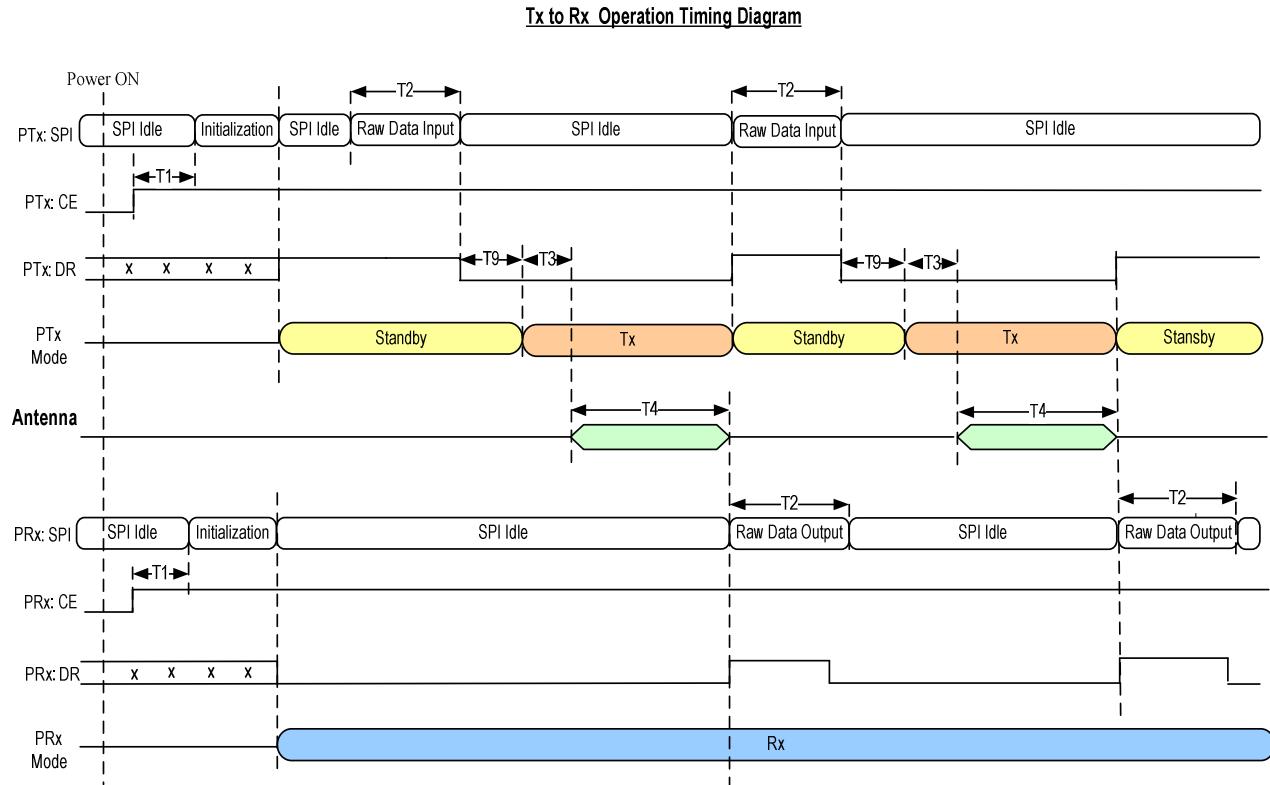 Tx to Rx Operation Timing Diagram
Power ON
T2 T2
PTx: SPI SPI Idle Initialization SPI Idle Raw Data Input SPI Idle Raw Data Input SPI Idle
T1
PTx: CE
PTx: DR x x x x T9 T3 T9 T3
PTx Mode Standby Tx Standby Tx Stansby
Antenna T4 T4
T2 T2
PRx: SPI SPI Idle Initialization SPI Idle Raw Data Output SPI Idle Raw Data Output
T1
PRx: CE
PRx: DR x x x x
PRx Mode Rx